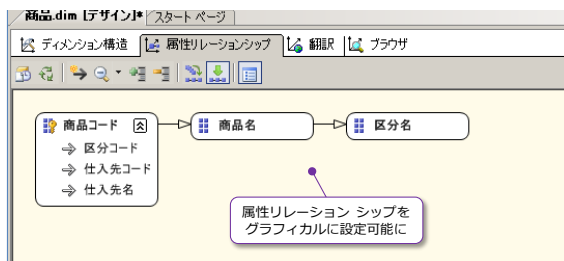 商品.dim [デザイン]* スタート ページ
ディメンション構造 属性リレーションシップ 翻訳 ブラウザ
商品コード 商品名 区分名
区分コード
仕入先コード
仕入先名
属性リレーション シップを
グラフィカルに設定可能に